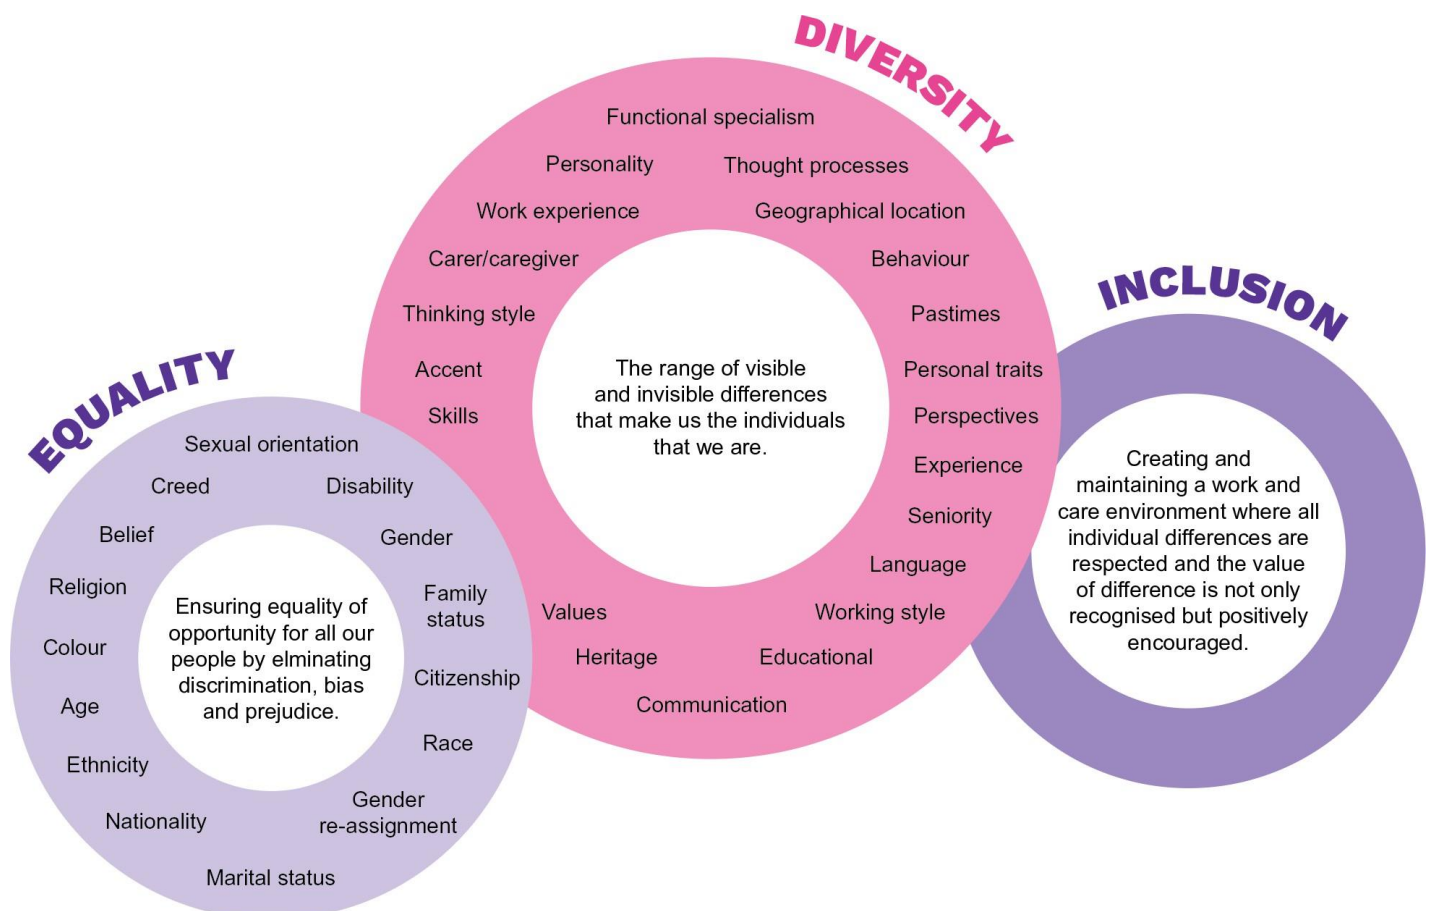 DIVERSITY
Functional specialism
Personality
Thought processes
Work experience
Geographical location
Carer/caregiver
Behaviour
Thinking style
Pastimes
Accent
Personal traits
Skills
Perspectives
Experience
Seniority
Language
Values
Working style
Heritage
Educational
Communication
The range of visible
and invisible differences
that make us the individuals
that we are.
INCLUSION
Creating and
maintaining a work and
care environment where all
individual differences are
respected and the value
of difference is not only
recognised but positively
encouraged.
EQUALITY
Sexual orientation
Creed
Disability
Belief
Gender
Religion
Family
status
Colour
Citizenship
Age
Race
Ethnicity
Gender
re-assignment
Nationality
Marital status
Ensuring equality of
opportunity for all our
people by elminating
discrimination, bias
and prejudice.